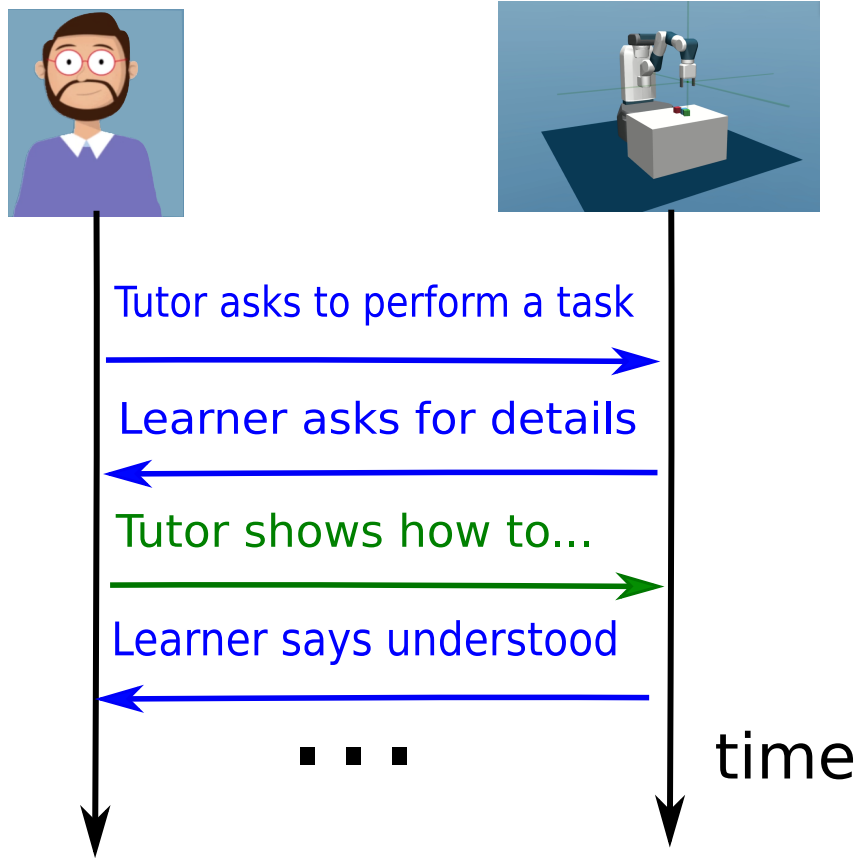 Tutor asks to perform a task
Learner asks for details
Tutor shows how to...
Learner says understood
...
time